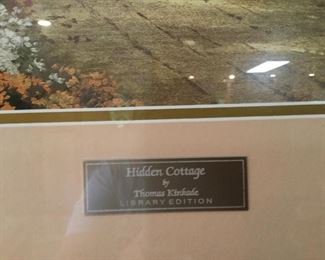 Hidden Cottage
by
Thomas Kinkade
LIBRARY EDITION